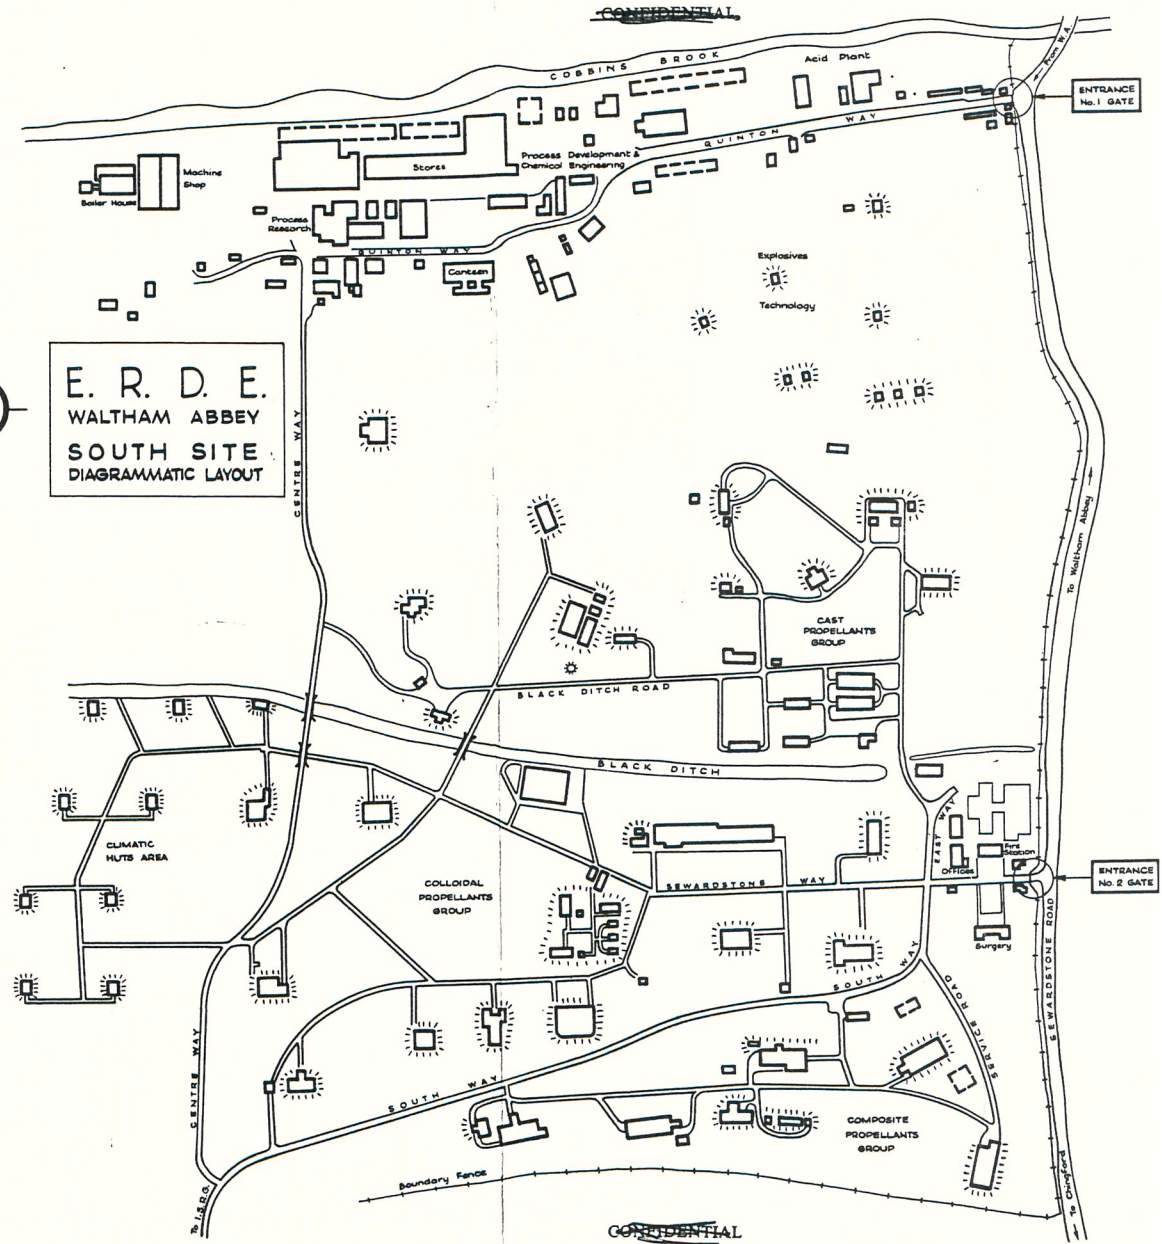 CONFIDENTIAL
COBBINS BROOK
Acid Plant
From W.A.
ENTRANCE
No.1 GATE
QUINTON WAY
Process Development &
Chemical Engineering
Stores
Machine
Shop
Boiler House
Process
Research
QUINTON WAY
Canteen
Explosives
Technology
E. R. D. E.
WALTHAM ABBEY
SOUTH SITE
DIAGRAMMATIC LAYOUT
CENTRE WAY
To Waltham Abbey
CAST
PROPELLANTS
GROUP
BLACK DITCH ROAD
BLACK DITCH
CLIMATIC
HUTS AREA
COLLOIDAL
PROPELLANTS
GROUP
EAST WAY
Fire
Station
Offices
SEWARDSTONE WAY
ENTRANCE
No. 2 GATE
Surgery
SOUTH WAY
SERVICE ROAD
SEWARDSTONE ROAD
CENTRE WAY
SOUTH WAY
COMPOSITE
PROPELLANTS
GROUP
Boundary Fence
To I.S.R.G.
To Chingford
CONFIDENTIAL